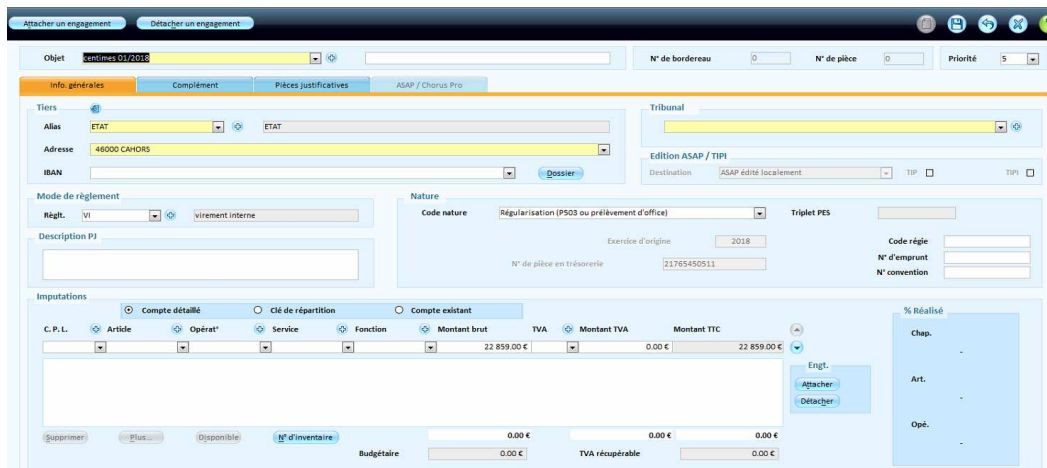 Attacher un engagement Détacher un engagement
Objet centimes 01/2018 N° de bordereau 0 N° de pièce 0 Priorité 5
Info. générales Complément Pièces justificatives ASAP / Chorus Pro
Tiers Tribunal
Alias ETAT ETAT
Adresse 46000 CAHORS
Edition ASAP / TIPI
IBAN Dossier Destination ASAP édité localement TIP TIPI
Mode de règlement Nature
Règlt. VI virement interne Code nature Régularisation (P503 ou prélèvement d'office) Triplet PES
Description PJ
Exercice d'origine 2018 Code régie
N° d'emprunt
N° de pièce en trésorerie 21765450511
N° convention
Imputations
Compte détaillé Clé de répartition Compte existant % Réalisé
C. P. L. Article Opérat° Service Fonction Montant brut TVA Montant TVA Montant TTC Chap.
22 859.00 € 0.00 € 22 859.00 €
-
Engt.
Attacher Art.
Détacher -
Opé.
Supprimer Plus... Disponible N° d'inventaire 0.00 € 0.00 € 0.00 €
-
Budgétaire 0.00 € TVA récupérable 0.00 €